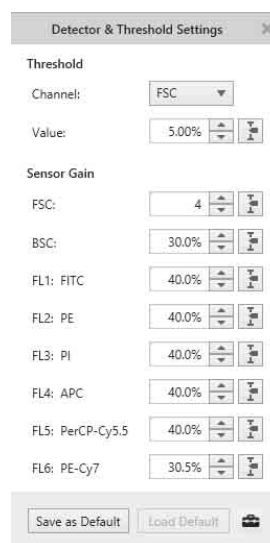 Detector & Threshold Settings
Threshold
Channel: FSC
Value: 5.00%
Sensor Gain
FSC: 4
BSC: 30.0%
FL1: FITC 40.0%
FL2: PE 40.0%
FL3: PI 40.0%
FL4: APC 40.0%
FL5: PerCP-Cy5.5 40.0%
FL6: PE-Cy7 30.5%
Save as Default Load Default